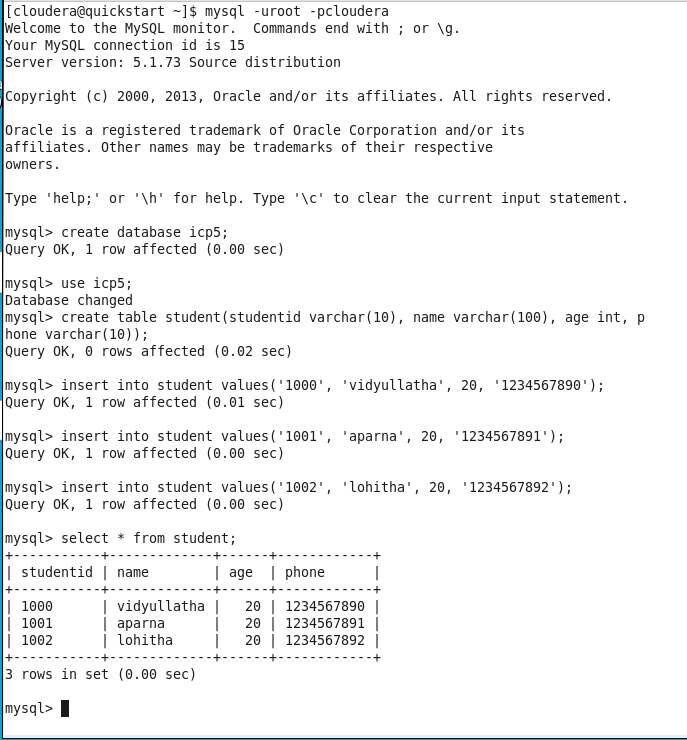 [cloudera@quickstart ~]$ mysql -uroot -pcloudera
Welcome to the MySQL monitor.  Commands end with ; or \g.
Your MySQL connection id is 15
Server version: 5.1.73 Source distribution
Copyright (c) 2000, 2013, Oracle and/or its affiliates. All rights reserved.
Oracle is a registered trademark of Oracle Corporation and/or its
affiliates. Other names may be trademarks of their respective
owners.
Type 'help;' or '\h' for help. Type '\c' to clear the current input statement.
mysql> create database icp5;
Query OK, 1 row affected (0.00 sec)
mysql> use icp5;
Database changed
mysql> create table student(studentid varchar(10), name varchar(100), age int, p
hone varchar(10));
Query OK, 0 rows affected (0.02 sec)
mysql> insert into student values('1000', 'vidyullatha', 20, '1234567890');
Query OK, 1 row affected (0.01 sec)
mysql> insert into student values('1001', 'aparna', 20, '1234567891');
Query OK, 1 row affected (0.00 sec)
mysql> insert into student values('1002', 'lohitha', 20, '1234567892');
Query OK, 1 row affected (0.00 sec)
mysql> select * from student;
+-----------+-------------+------+------------+
| studentid | name        | age  | phone      |
+-----------+-------------+------+------------+
| 1000      | vidyullatha |   20 | 1234567890 |
| 1001      | aparna      |   20 | 1234567891 |
| 1002      | lohitha     |   20 | 1234567892 |
+-----------+-------------+------+------------+
3 rows in set (0.00 sec)
mysql>